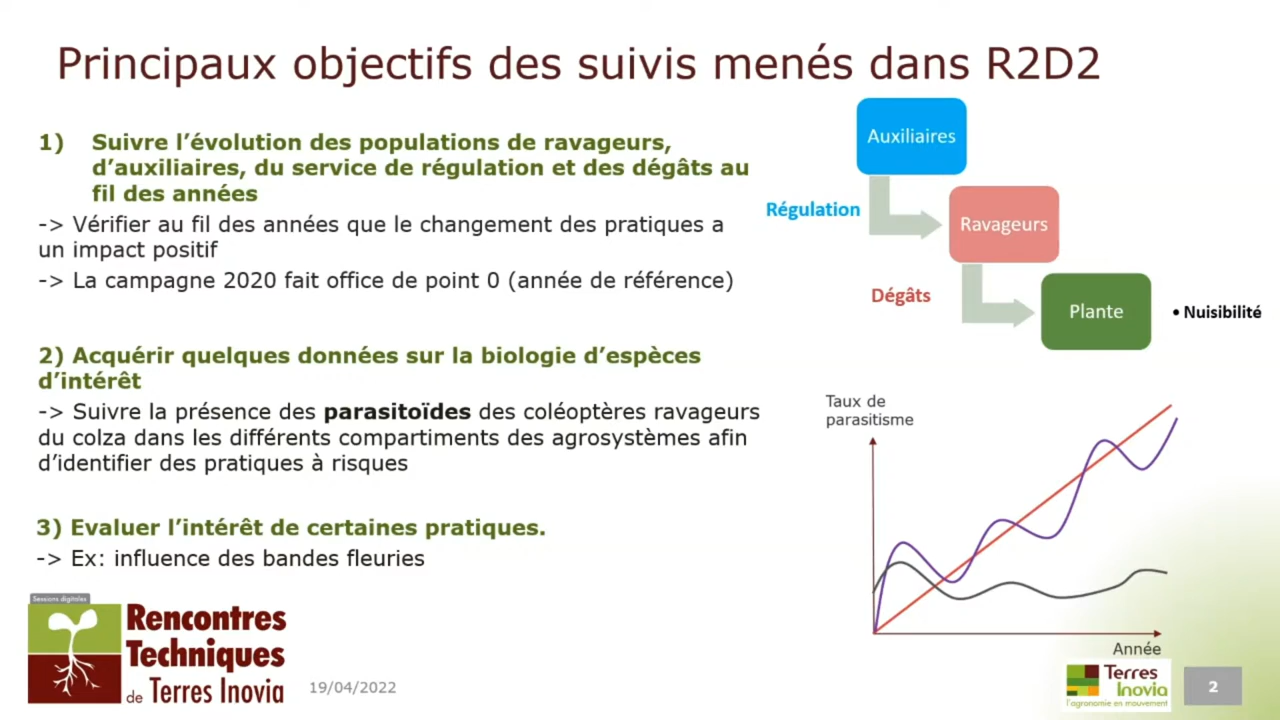 Principaux objectifs des suivis menés dans R2D2
1) Suivre l’évolution des populations de ravageurs,
d’auxiliaires, du service de régulation et des dégâts au
fil des années
-> Vérifier au fil des années que le changement des pratiques a
un impact positif
-> La campagne 2020 fait office de point 0 (année de référence)
2) Acquérir quelques données sur la biologie d’espèces
d’intérêt
-> Suivre la présence des parasitoïdes des coléoptères ravageurs
du colza dans les différents compartiments des agrosystèmes afin
d’identifier des pratiques à risques
3) Evaluer l’intérêt de certaines pratiques.
-> Ex: influence des bandes fleuries
Auxiliaires
Régulation
Ravageurs
Dégâts
Plante
• Nuisibilité
Taux de
parasitisme
Année
Sessions digitales
Rencontres
Techniques
de Terres Inovia
19/04/2022
Terres
Inovia
l’agronomie en mouvement
2